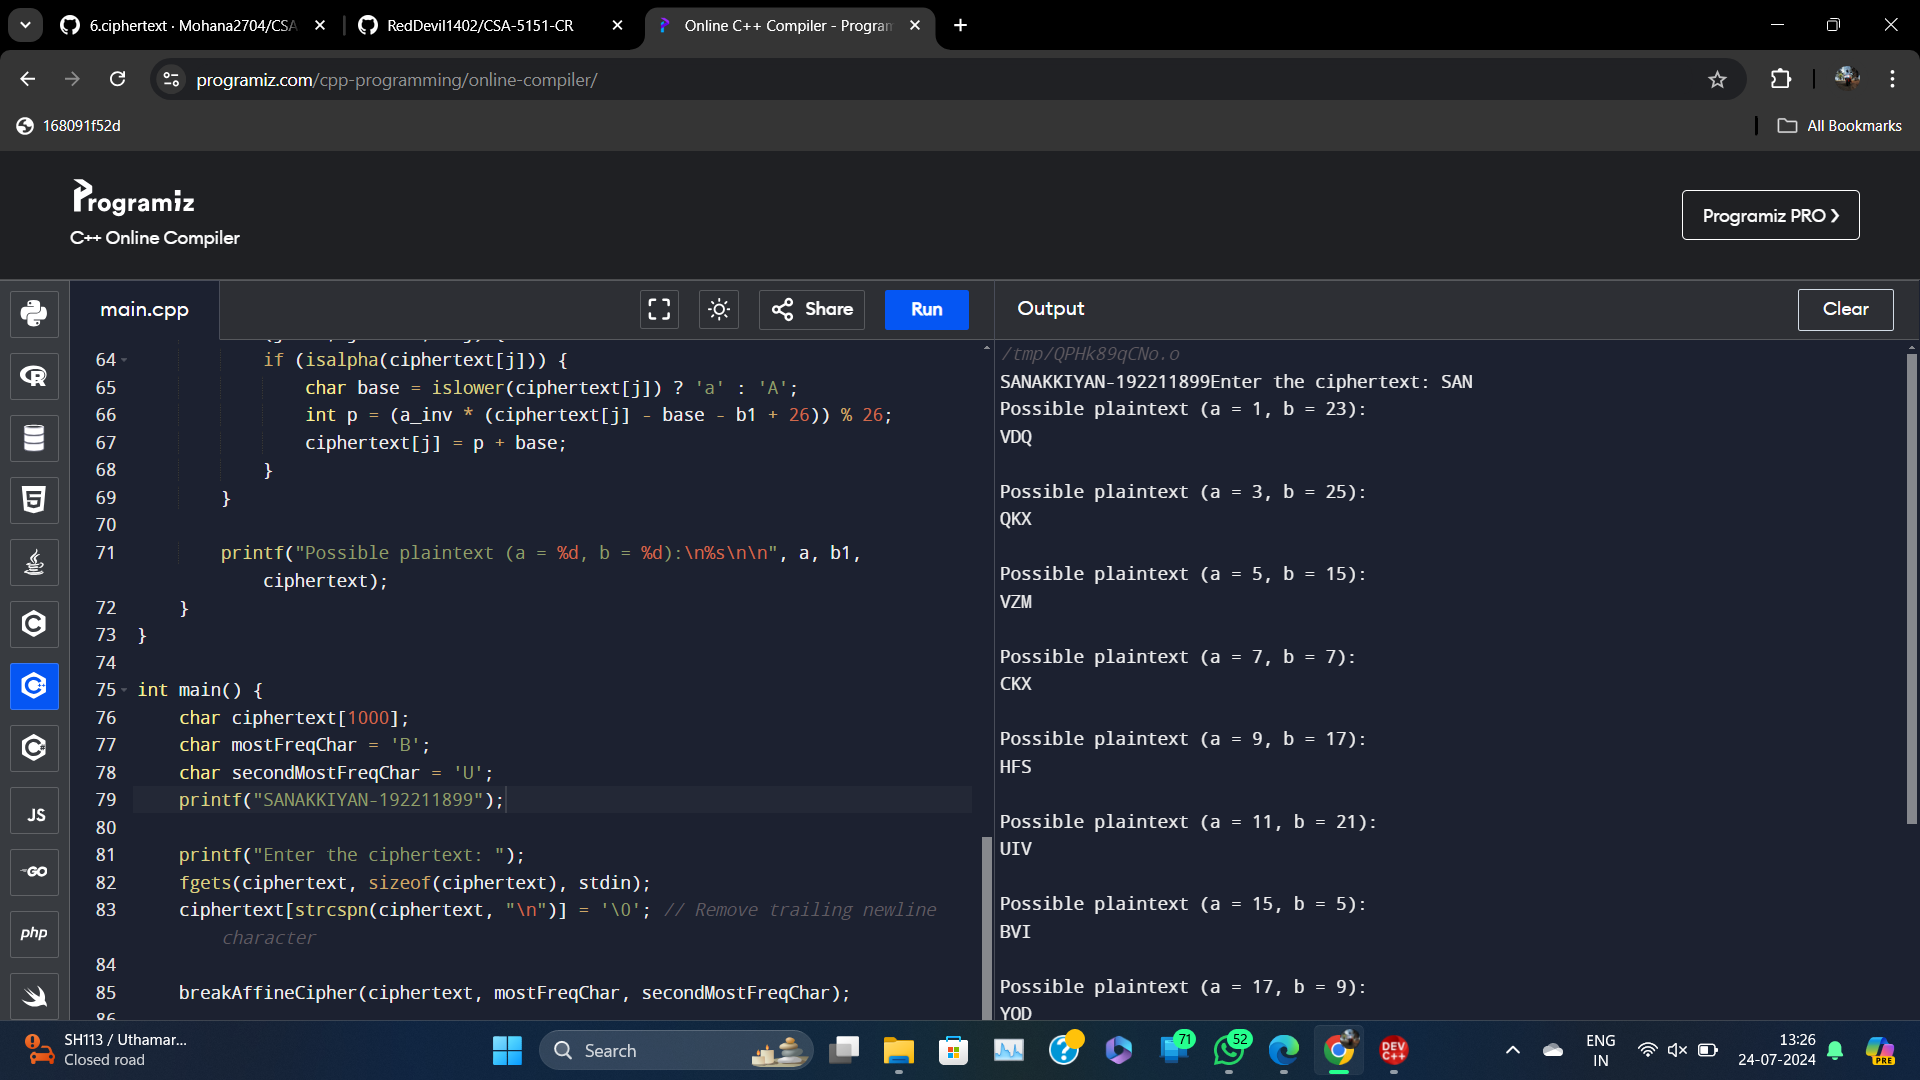 6.ciphertext · Mohana2704/CSA
RedDevil1402/CSA-5151-CR
Online C++ Compiler - Program
programiz.com/cpp-programming/online-compiler/
168091f52d
All Bookmarks
Programiz
C++ Online Compiler
Programiz PRO ❯
main.cpp
Share
Run
64 if (isalpha(ciphertext[j])) {
65 char base = islower(ciphertext[j]) ? 'a' : 'A';
66 int p = (a_inv * (ciphertext[j] - base - b1 + 26)) % 26;
67 ciphertext[j] = p + base;
68 }
69 }
70
71 printf("Possible plaintext (a = %d, b = %d):\n%s\n\n", a, b1,
ciphertext);
72 }
73 }
74
75 int main() {
76 char ciphertext[1000];
77 char mostFreqChar = 'B';
78 char secondMostFreqChar = 'U';
79 printf("SANAKKIYAN-192211899");
80
81 printf("Enter the ciphertext: ");
82 fgets(ciphertext, sizeof(ciphertext), stdin);
83 ciphertext[strcspn(ciphertext, "\n")] = '\0'; // Remove trailing newline
character
84
85 breakAffineCipher(ciphertext, mostFreqChar, secondMostFreqChar);
86
Output
Clear
/tmp/QPHk89qCNo.o
SANAKKIYAN-192211899Enter the ciphertext: SAN
Possible plaintext (a = 1, b = 23):
VDQ
Possible plaintext (a = 3, b = 25):
QKX
Possible plaintext (a = 5, b = 15):
VZM
Possible plaintext (a = 7, b = 7):
CKX
Possible plaintext (a = 9, b = 17):
HFS
Possible plaintext (a = 11, b = 21):
UIV
Possible plaintext (a = 15, b = 5):
BVI
Possible plaintext (a = 17, b = 9):
YOD
JS
GO
php
SH113 / Uthamar...
Closed road
Search
71
52
DEV
C++
ENG
IN
13:26
24-07-2024
PRE